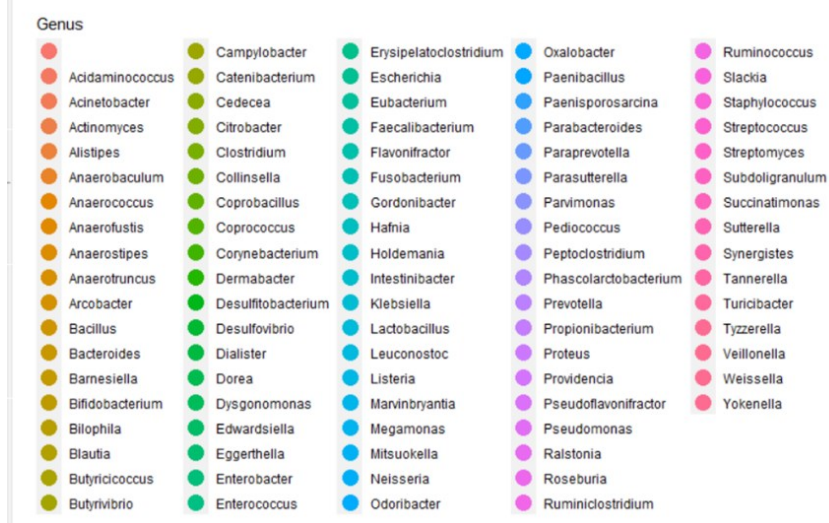 Genus
Acidaminococcus
Acinetobacter
Actinomyces
Alistipes
Anaerobaculum
Anaerococcus
Anaerofustis
Anaerostipes
Anaerotruncus
Arcobacter
Bacillus
Bacteroides
Barnesiella
Bifidobacterium
Bilophila
Blautia
Butyricicoccus
Butyrivibrio
Campylobacter
Catenibacterium
Cedecea
Citrobacter
Clostridium
Collinsella
Coprobacillus
Coprococcus
Corynebacterium
Dermabacter
Desulfitobacterium
Desulfovibrio
Dialister
Dorea
Dysgonomonas
Edwardsiella
Eggerthella
Enterobacter
Enterococcus
Erysipelatoclostridium
Escherichia
Eubacterium
Faecalibacterium
Flavonifractor
Fusobacterium
Gordonibacter
Hafnia
Holdemania
Intestinibacter
Klebsiella
Lactobacillus
Leuconostoc
Listeria
Marvinbryantia
Megamonas
Mitsuokella
Neisseria
Odoribacter
Oxalobacter
Paenibacillus
Paenisporosarcina
Parabacteroides
Paraprevotella
Parasutterella
Parvimonas
Pediococcus
Peptoclostridium
Phascolarctobacterium
Prevotella
Propionibacterium
Proteus
Providencia
Pseudoflavonifractor
Pseudomonas
Ralstonia
Roseburia
Ruminiclostridium
Ruminococcus
Slackia
Staphylococcus
Streptococcus
Streptomyces
Subdoligranulum
Succinatimonas
Sutterella
Synergistes
Tannerella
Turicibacter
Tyzzerella
Veillonella
Weissella
Yokenella